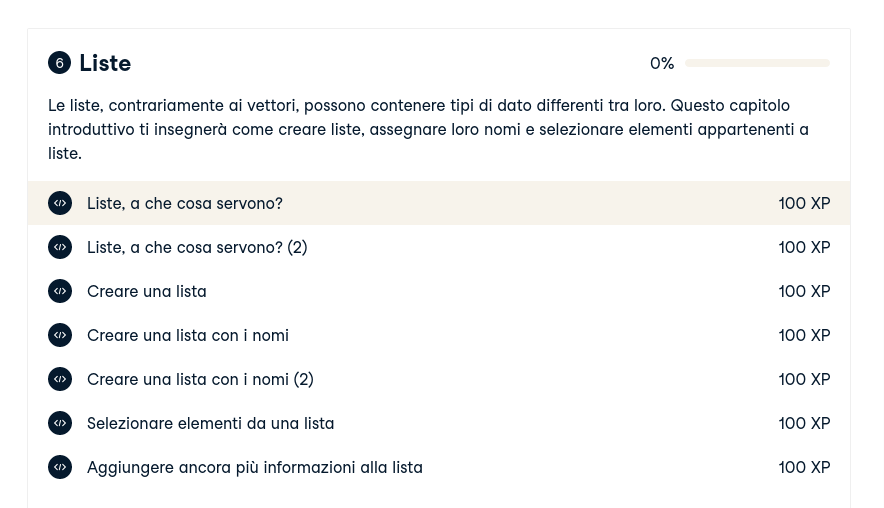 6 Liste 0%
Le liste, contrariamente ai vettori, possono contenere tipi di dato differenti tra loro. Questo capitolo
introduttivo ti insegnerà come creare liste, assegnare loro nomi e selezionare elementi appartenenti a
liste.
Liste, a che cosa servono? 100 XP
Liste, a che cosa servono? (2) 100 XP
Creare una lista 100 XP
Creare una lista con i nomi 100 XP
Creare una lista con i nomi (2) 100 XP
Selezionare elementi da una lista 100 XP
Aggiungere ancora più informazioni alla lista 100 XP